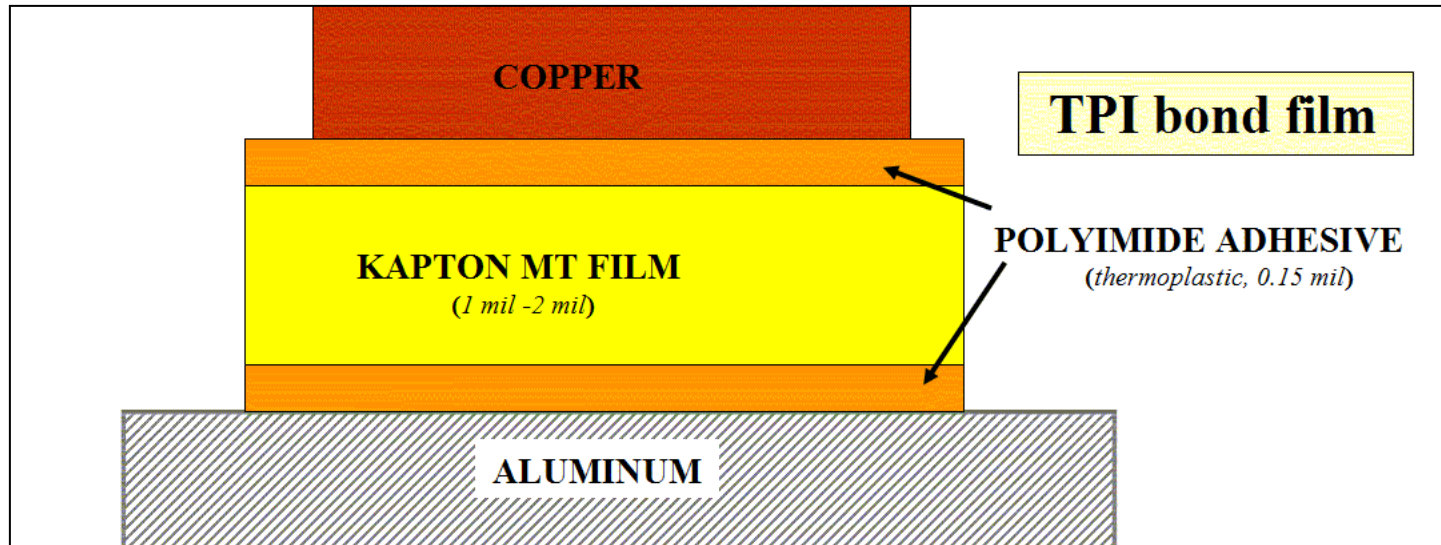 COPPER
TPI bond film
KAPTON MT FILM
(1 mil -2 mil)
POLYIMIDE ADHESIVE
(thermoplastic, 0.15 mil)
ALUMINUM